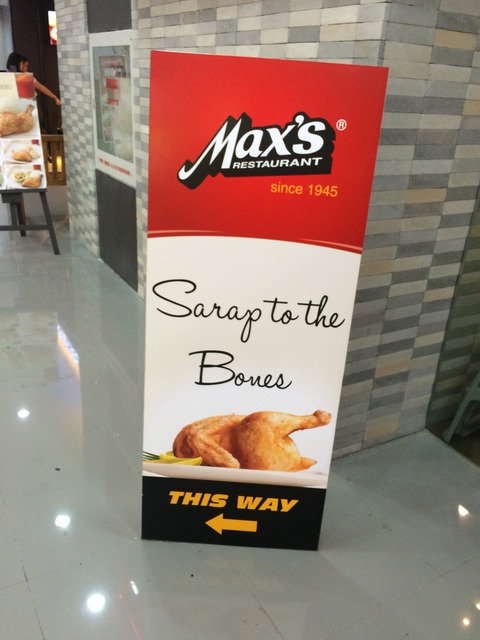 Max's®
RESTAURANT
since 1945
Sarap to the
Bones
THIS WAY